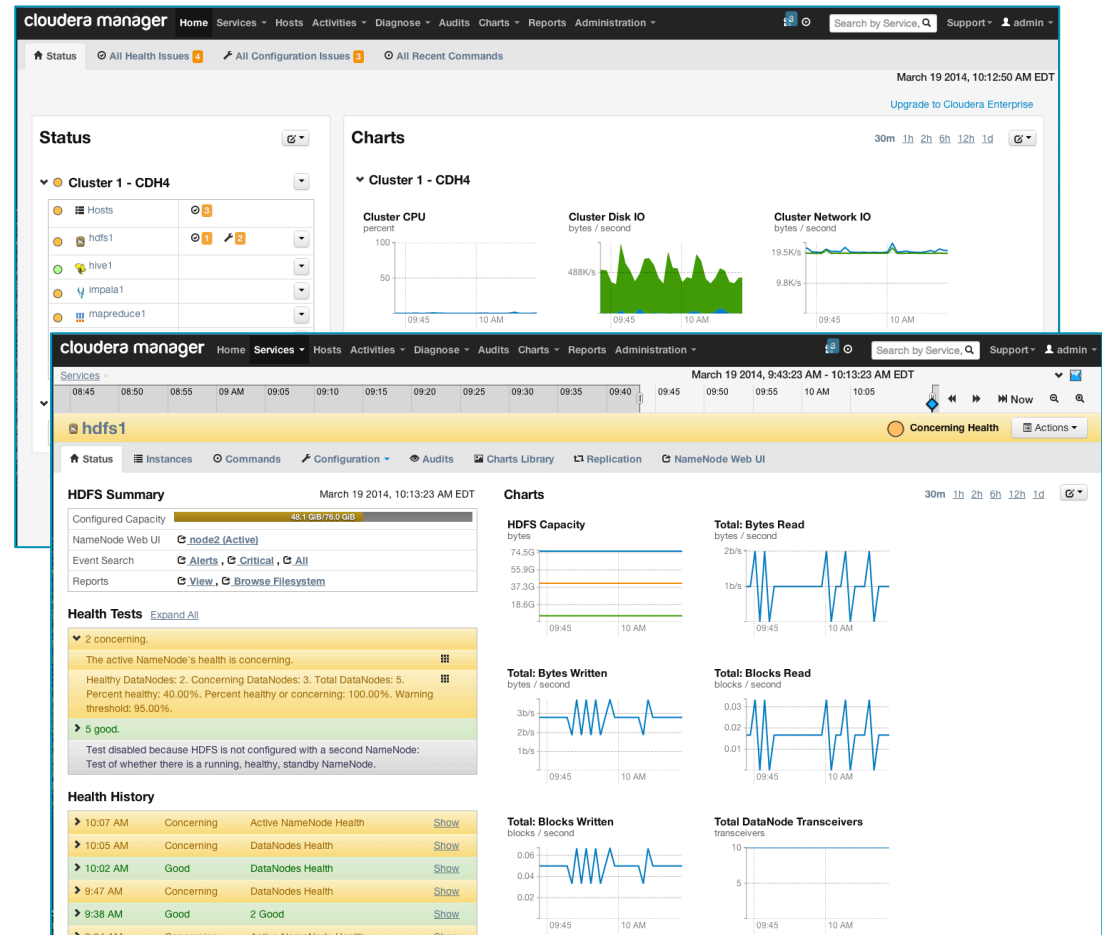 cloudera manager Home Services Hosts Activities Diagnose Audits Charts Reports Administration 3 Search by Service, Support admin
Status All Health Issues 4 All Configuration Issues 3 All Recent Commands
March 19 2014, 10:12:50 AM EDT
Upgrade to Cloudera Enterprise
Status
Charts
30m 1h 2h 6h 12h 1d
Cluster 1 - CDH4
Hosts 3
hdfs1 1 2
hive1
impala1
mapreduce1
Cluster 1 - CDH4
Cluster CPU
percent
100
50
09:45 10 AM
Cluster Disk IO
bytes / second
488K/s
09:45 10 AM
Cluster Network IO
bytes / second
19.5K/s
9.8K/s
09:45 10 AM
cloudera manager Home Services Hosts Activities Diagnose Audits Charts Reports Administration 3 Search by Service, Support admin
Services
March 19 2014, 9:43:23 AM - 10:13:23 AM EDT
08:45 08:50 08:55 09 AM 09:05 09:10 09:15 09:20 09:25 09:30 09:35 09:40 09:45 09:50 09:55 10 AM 10:05 Now
hdfs1 Concerning Health Actions
Status Instances Commands Configuration Audits Charts Library Replication NameNode Web UI
HDFS Summary March 19 2014, 10:13:23 AM EDT
Configured Capacity 48.1 GiB/76.0 GiB
NameNode Web UI node2 (Active)
Event Search Alerts , Critical , All
Reports View , Browse Filesystem
Health Tests Expand All
2 concerning.
The active NameNode's health is concerning.
Healthy DataNodes: 2. Concerning DataNodes: 3. Total DataNodes: 5.
Percent healthy: 40.00%. Percent healthy or concerning: 100.00%. Warning
threshold: 95.00%.
5 good.
Test disabled because HDFS is not configured with a second NameNode:
Test of whether there is a running, healthy, standby NameNode.
Health History
10:07 AM Concerning Active NameNode Health Show
10:05 AM Concerning DataNodes Health Show
10:02 AM Good DataNodes Health Show
9:47 AM Concerning DataNodes Health Show
9:38 AM Good 2 Good Show
Charts
30m 1h 2h 6h 12h 1d
HDFS Capacity
bytes
74.5G
55.9G
37.3G
18.6G
09:45 10 AM
Total: Bytes Read
bytes / second
2b/s
1b/s
09:45 10 AM
Total: Bytes Written
bytes / second
3b/s
2b/s
1b/s
09:45 10 AM
Total: Blocks Read
blocks / second
0.03
0.02
0.01
09:45 10 AM
Total: Blocks Written
blocks / second
0.06
0.04
0.02
09:45 10 AM
Total DataNode Transceivers
transceivers
10
5
09:45 10 AM